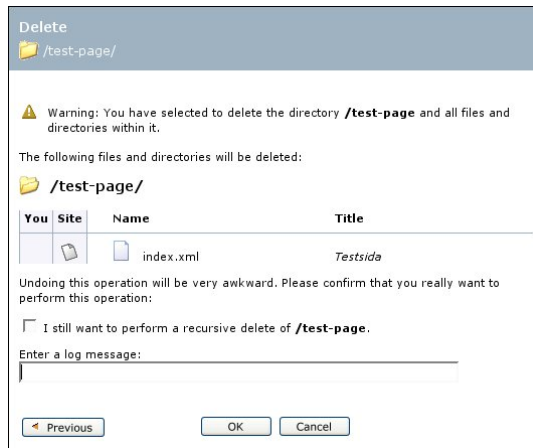 Delete
/test-page/
Warning: You have selected to delete the directory /test-page and all files and
directories within it.
The following files and directories will be deleted:
/test-page/
You Site Name Title
index.xml Testsida
Undoing this operation will be very awkward. Please confirm that you really want to
perform this operation:
I still want to perform a recursive delete of /test-page.
Enter a log message:
Previous OK Cancel